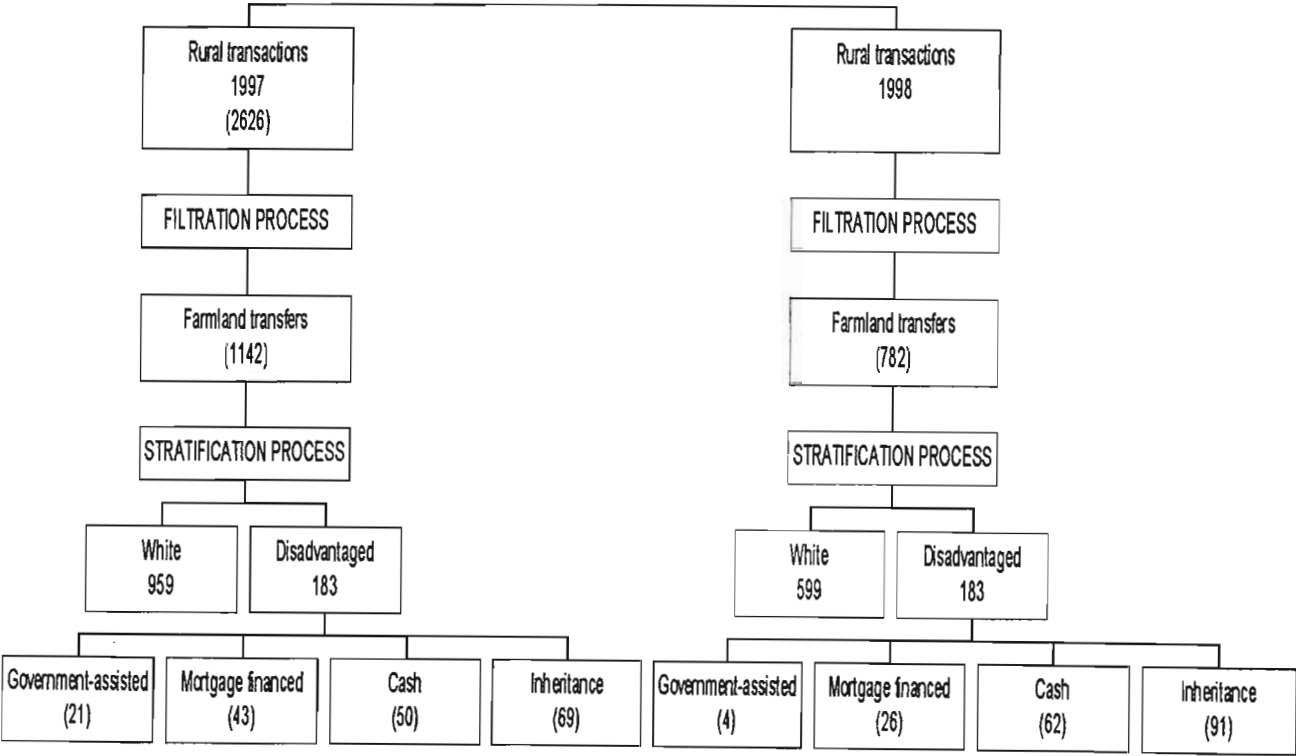 Rural transactions
1997
(2626)
FILTRATION PROCESS
Farmland transfers
(1142)
STRATIFICATION PROCESS
White
959
Disadvantaged
183
Government-assisted
(21)
Mortgage financed
(43)
Cash
(50)
Inheritance
(69)
Rural transactions
1998
FILTRATION PROCESS
Farmland transfers
(782)
STRATIFICATION PROCESS
White
599
Disadvantaged
183
Government-assisted
(4)
Mortgage financed
(26)
Cash
(62)
Inheritance
(91)